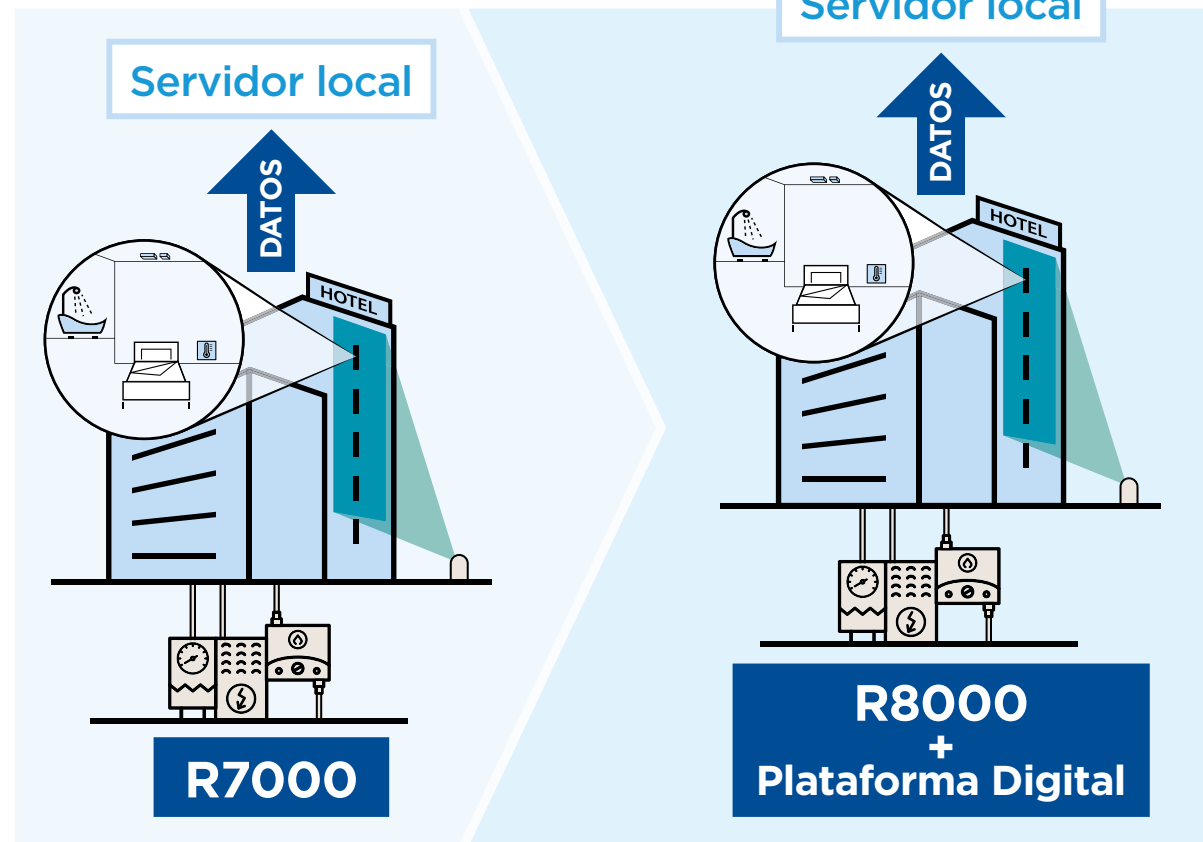 Servidor local
DATOS
HOTEL
R7000
Servidor local
DATOS
HOTEL
R8000
+
Plataforma Digital